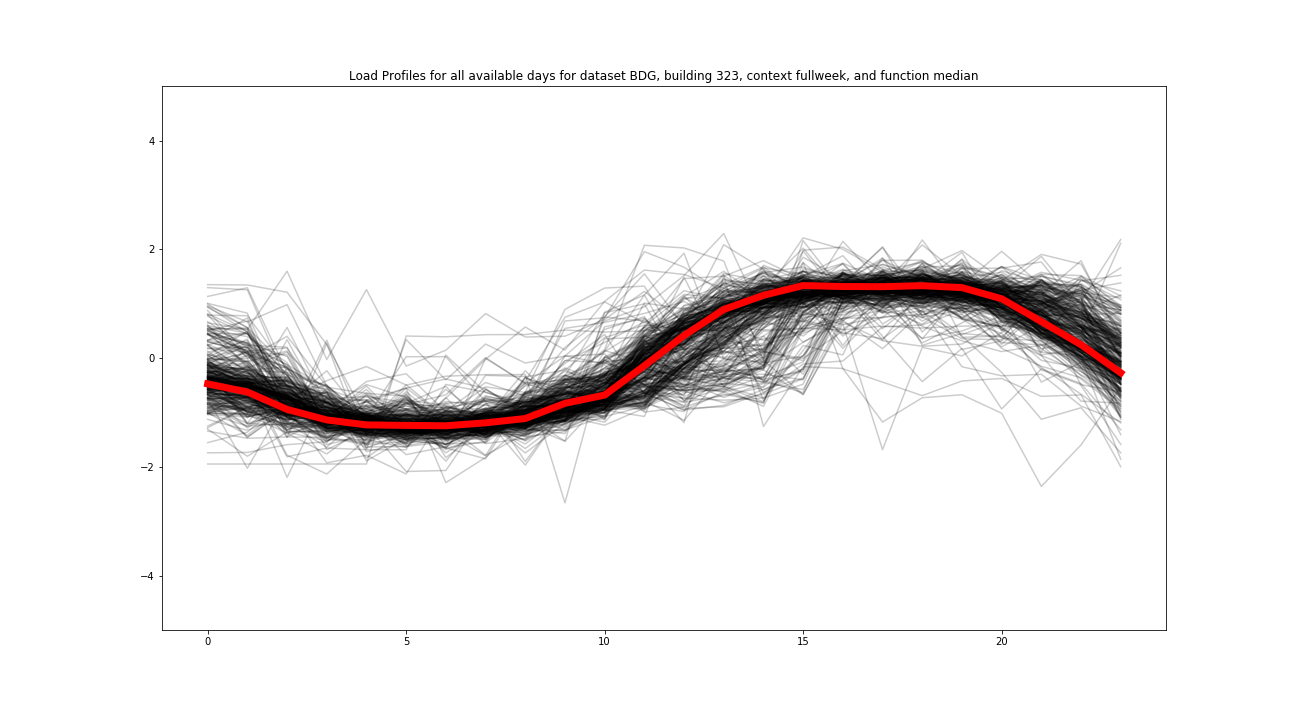 Load Profiles for all available days for dataset BDG, building 323, context fullweek, and function median
4
2
0
−2
−4
0 5 10 15 20